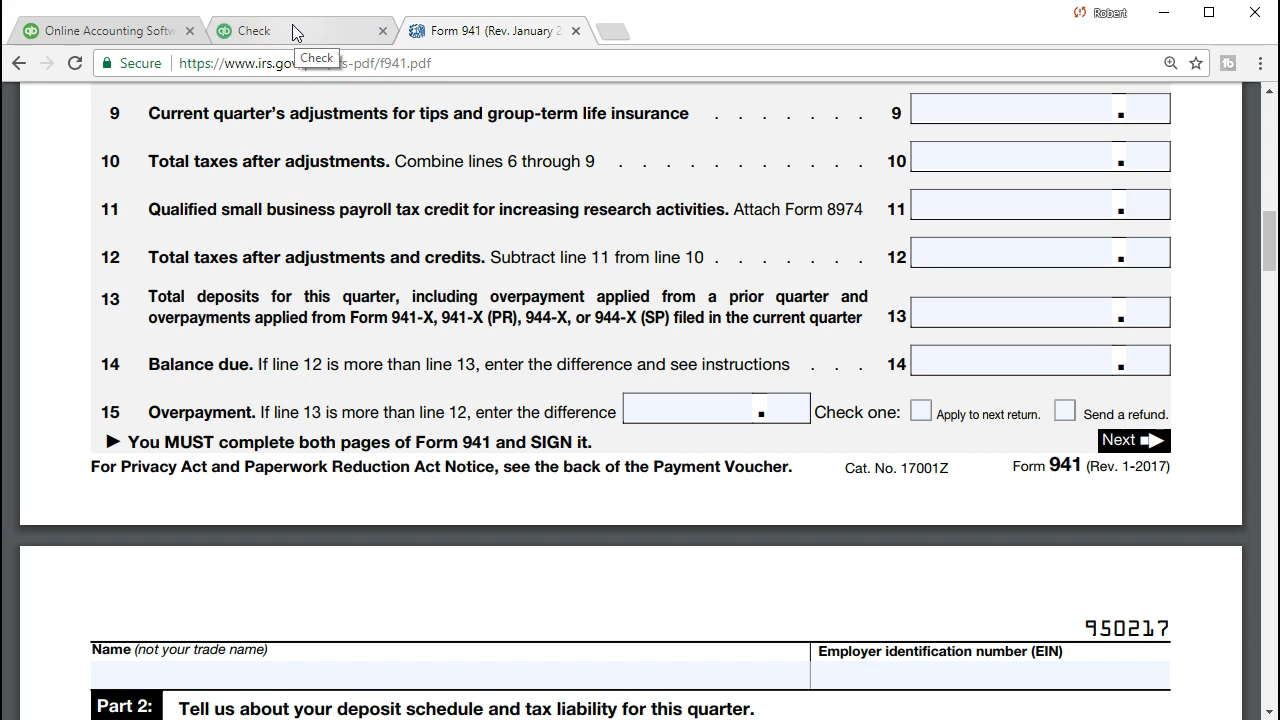 Robert
Online Accounting Softw
Check
Form 941 (Rev. January 2
Secure
https://www.irs.gov s-pdf/f941.pdf
Check
9 Current quarter's adjustments for tips and group-term life insurance . . . . . . . 9 .
10 Total taxes after adjustments. Combine lines 6 through 9 . . . . . . . . . . . 10 .
11 Qualified small business payroll tax credit for increasing research activities. Attach Form 8974 11 .
12 Total taxes after adjustments and credits. Subtract line 11 from line 10 . . . . . . . 12 .
13 Total deposits for this quarter, including overpayment applied from a prior quarter and
overpayments applied from Form 941-X, 941-X (PR), 944-X, or 944-X (SP) filed in the current quarter 13 .
14 Balance due. If line 12 is more than line 13, enter the difference and see instructions . . . 14 .
15 Overpayment. If line 13 is more than line 12, enter the difference . Check one: Apply to next return. Send a refund.
► You MUST complete both pages of Form 941 and SIGN it. Next ■▶
For Privacy Act and Paperwork Reduction Act Notice, see the back of the Payment Voucher. Cat. No. 17001Z Form 941 (Rev. 1-2017)
950217
Name (not your trade name) Employer identification number (EIN)
Part 2: Tell us about your deposit schedule and tax liability for this quarter.